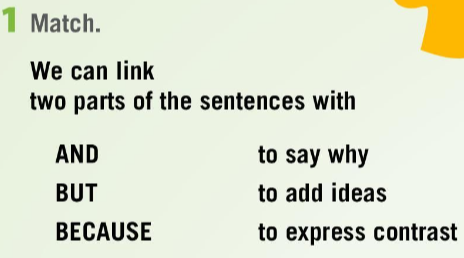 1 Match.
We can link
two parts of the sentences with
AND to say why
BUT to add ideas
BECAUSE to express contrast